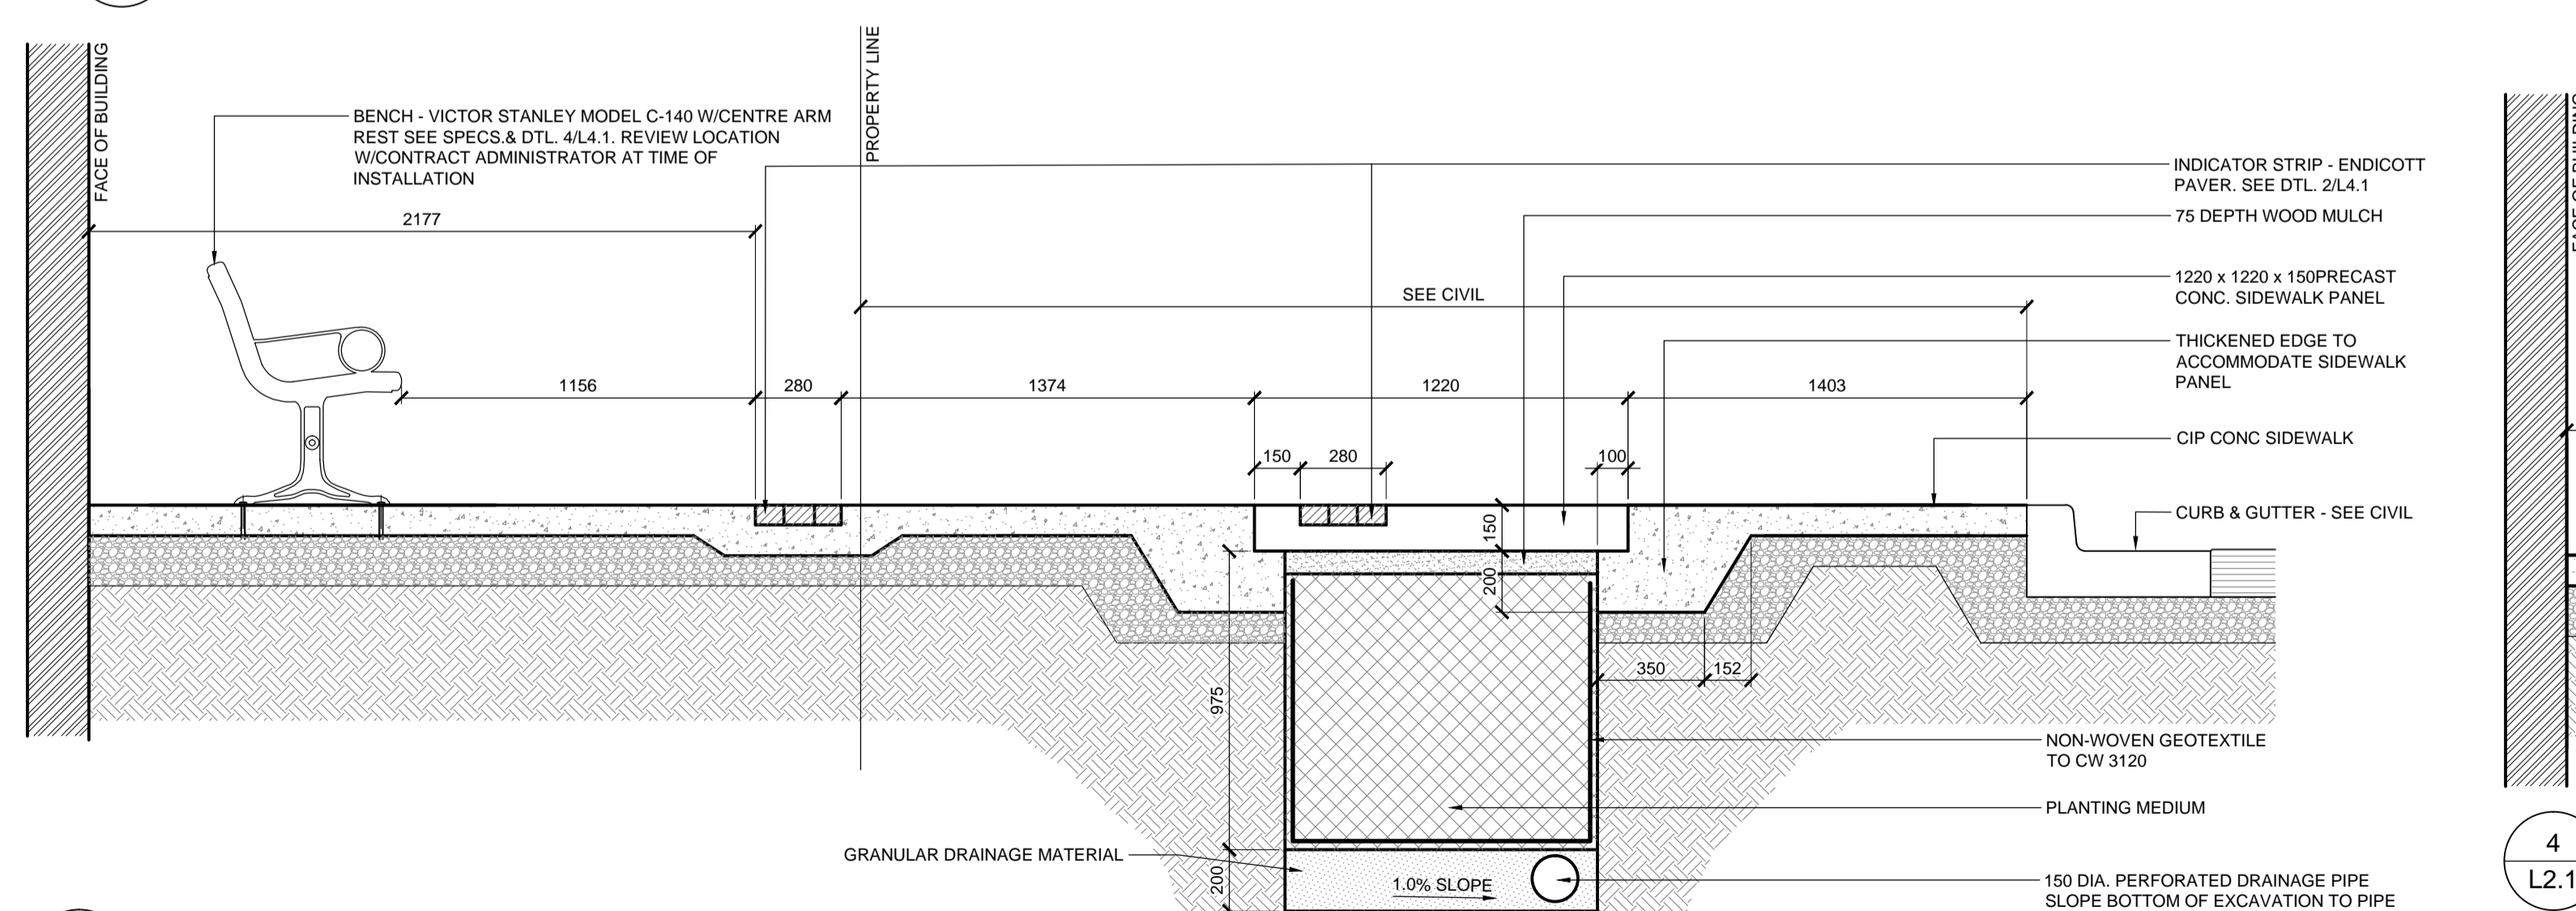 FACE OF BUILDING
PROPERTY LINE
BENCH - VICTOR STANLEY MODEL C-140 W/CENTRE ARM
REST SEE SPECS.& DTL. 4/L4.1. REVIEW LOCATION
W/CONTRACT ADMINISTRATOR AT TIME OF
INSTALLATION
INDICATOR STRIP - ENDICOTT
PAVER. SEE DTL. 2/L4.1
2177
75 DEPTH WOOD MULCH
1220 x 1220 x 150PRECAST
CONC. SIDEWALK PANEL
SEE CIVIL
THICKENED EDGE TO
ACCOMMODATE SIDEWALK
PANEL
1156
280
1374
1220
1403
CIP CONC SIDEWALK
150
280
100
CURB & GUTTER - SEE CIVIL
150
200
350
152
975
NON-WOVEN GEOTEXTILE
TO CW 3120
PLANTING MEDIUM
GRANULAR DRAINAGE MATERIAL
200
1.0% SLOPE
150 DIA. PERFORATED DRAINAGE PIPE
SLOPE BOTTOM OF EXCAVATION TO PIPE
4
L2.1